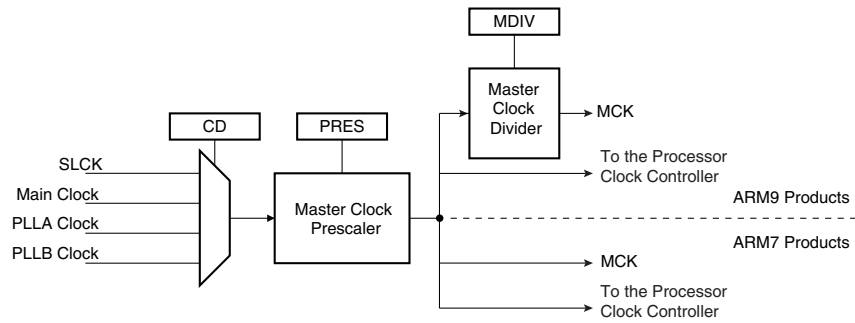 MDIV
Master
Clock
Divider
MCK
CD
PRES
SLCK
Main Clock
PLLA Clock
PLLB Clock
Master Clock
Prescaler
To the Processor
Clock Controller
ARM9 Products
ARM7 Products
MCK
To the Processor
Clock Controller